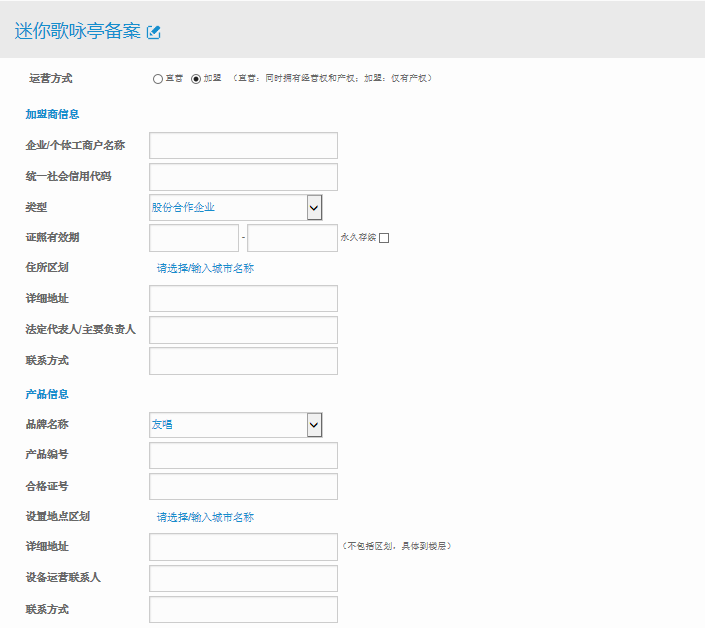 迷你歌咏亭备案
运营方式 直营 加盟 (直营：同时拥有经营权和产权；加盟：仅有产权)
加盟商信息
企业/个体工商户名称
统一社会信用代码
类型 股份合作企业
证照有效期 - 永久存续
住所区划 请选择/输入城市名称
详细地址
法定代表人/主要负责人
联系方式
产品信息
品牌名称 友唱
产品编号
合格证号
设置地点区划 请选择/输入城市名称
详细地址 (不包括区划，具体到楼层)
设备运营联系人
联系方式